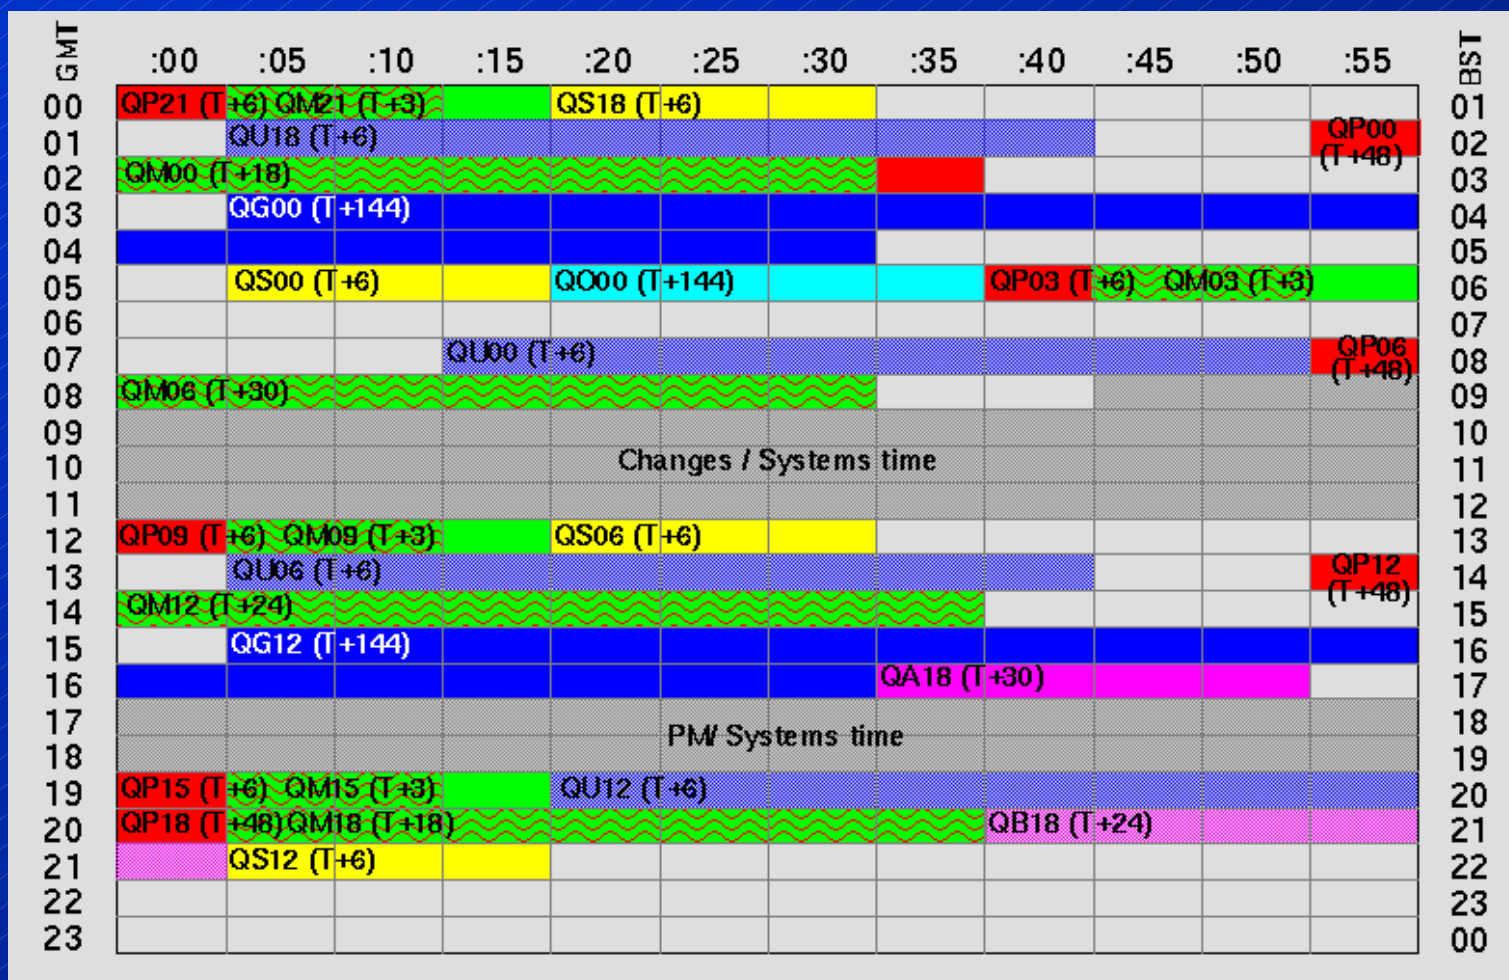 GMT :00 :05 :10 :15 :20 :25 :30 :35 :40 :45 :50 :55 BST
00 QP21 (T+6) QM21 (T+3) QS18 (T+6) 01
01 QU18 (T+6) QP00 (T+48) 02
02 QM00 (T+18) 03
03 QG00 (T+144) 04
04 05
05 QS00 (T+6) QO00 (T+144) QP03 (T+6) QM03 (T+3) 06
06 07
07 QU00 (T+6) QP06 (T+48) 08
08 QM06 (T+30) 09
09 10
10 Changes / Systems time 11
11 12
12 QP09 (T+6) QM09 (T+3) QS06 (T+6) 13
13 QU06 (T+6) QP12 (T+48) 14
14 QM12 (T+24) 15
15 QG12 (T+144) 16
16 QA18 (T+30) 17
17 PM/ Systems time 18
18 19
19 QP15 (T+6) QM15 (T+3) QU12 (T+6) 20
20 QP18 (T+48) QM18 (T+18) QB18 (T+24) 21
21 QS12 (T+6) 22
22 23
23 00